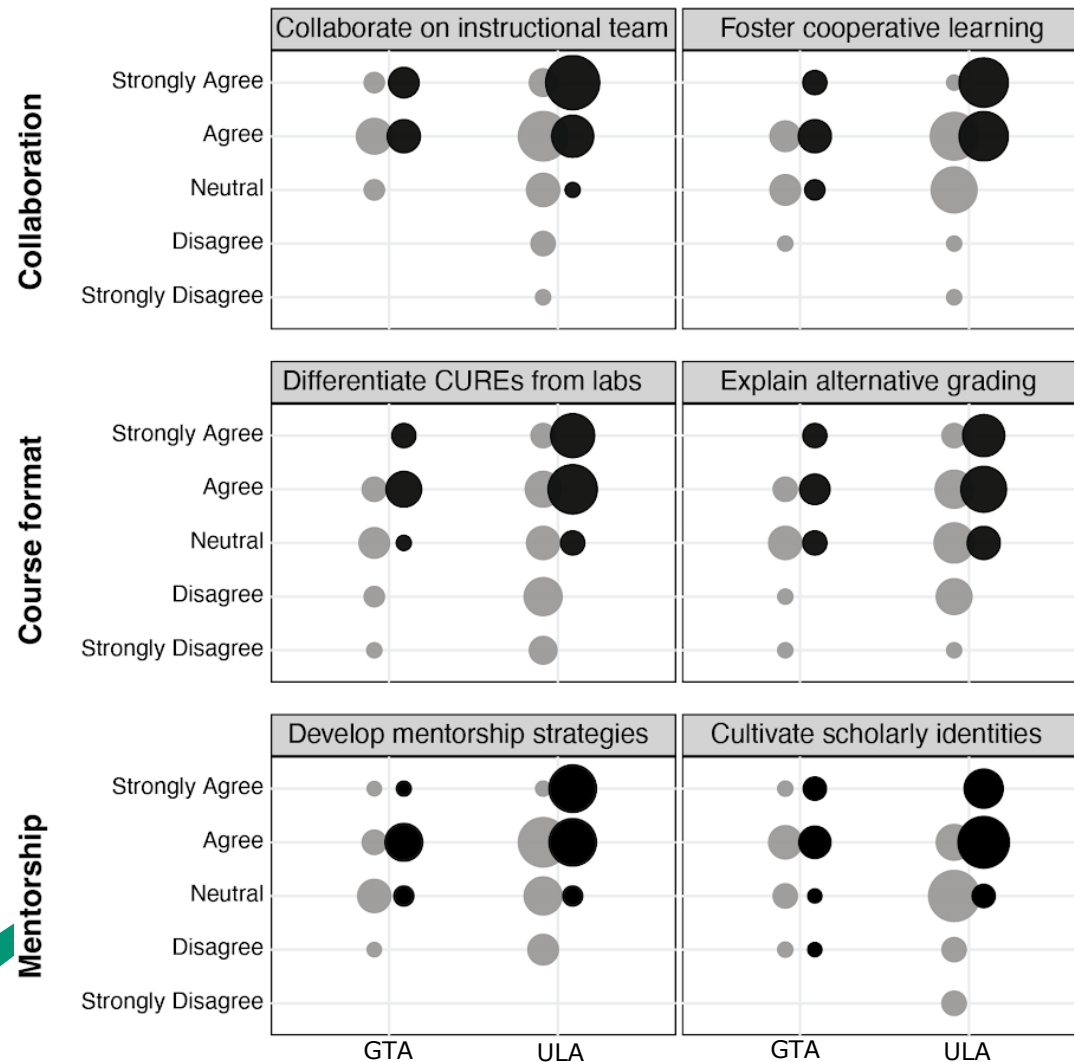 Collaboration
Collaborate on instructional team
Foster cooperative learning
Strongly Agree
Agree
Neutral
Disagree
Strongly Disagree
Course format
Differentiate CUREs from labs
Explain alternative grading
Strongly Agree
Agree
Neutral
Disagree
Strongly Disagree
Mentorship
Develop mentorship strategies
Cultivate scholarly identities
Strongly Agree
Agree
Neutral
Disagree
Strongly Disagree
GTA
ULA
GTA
ULA